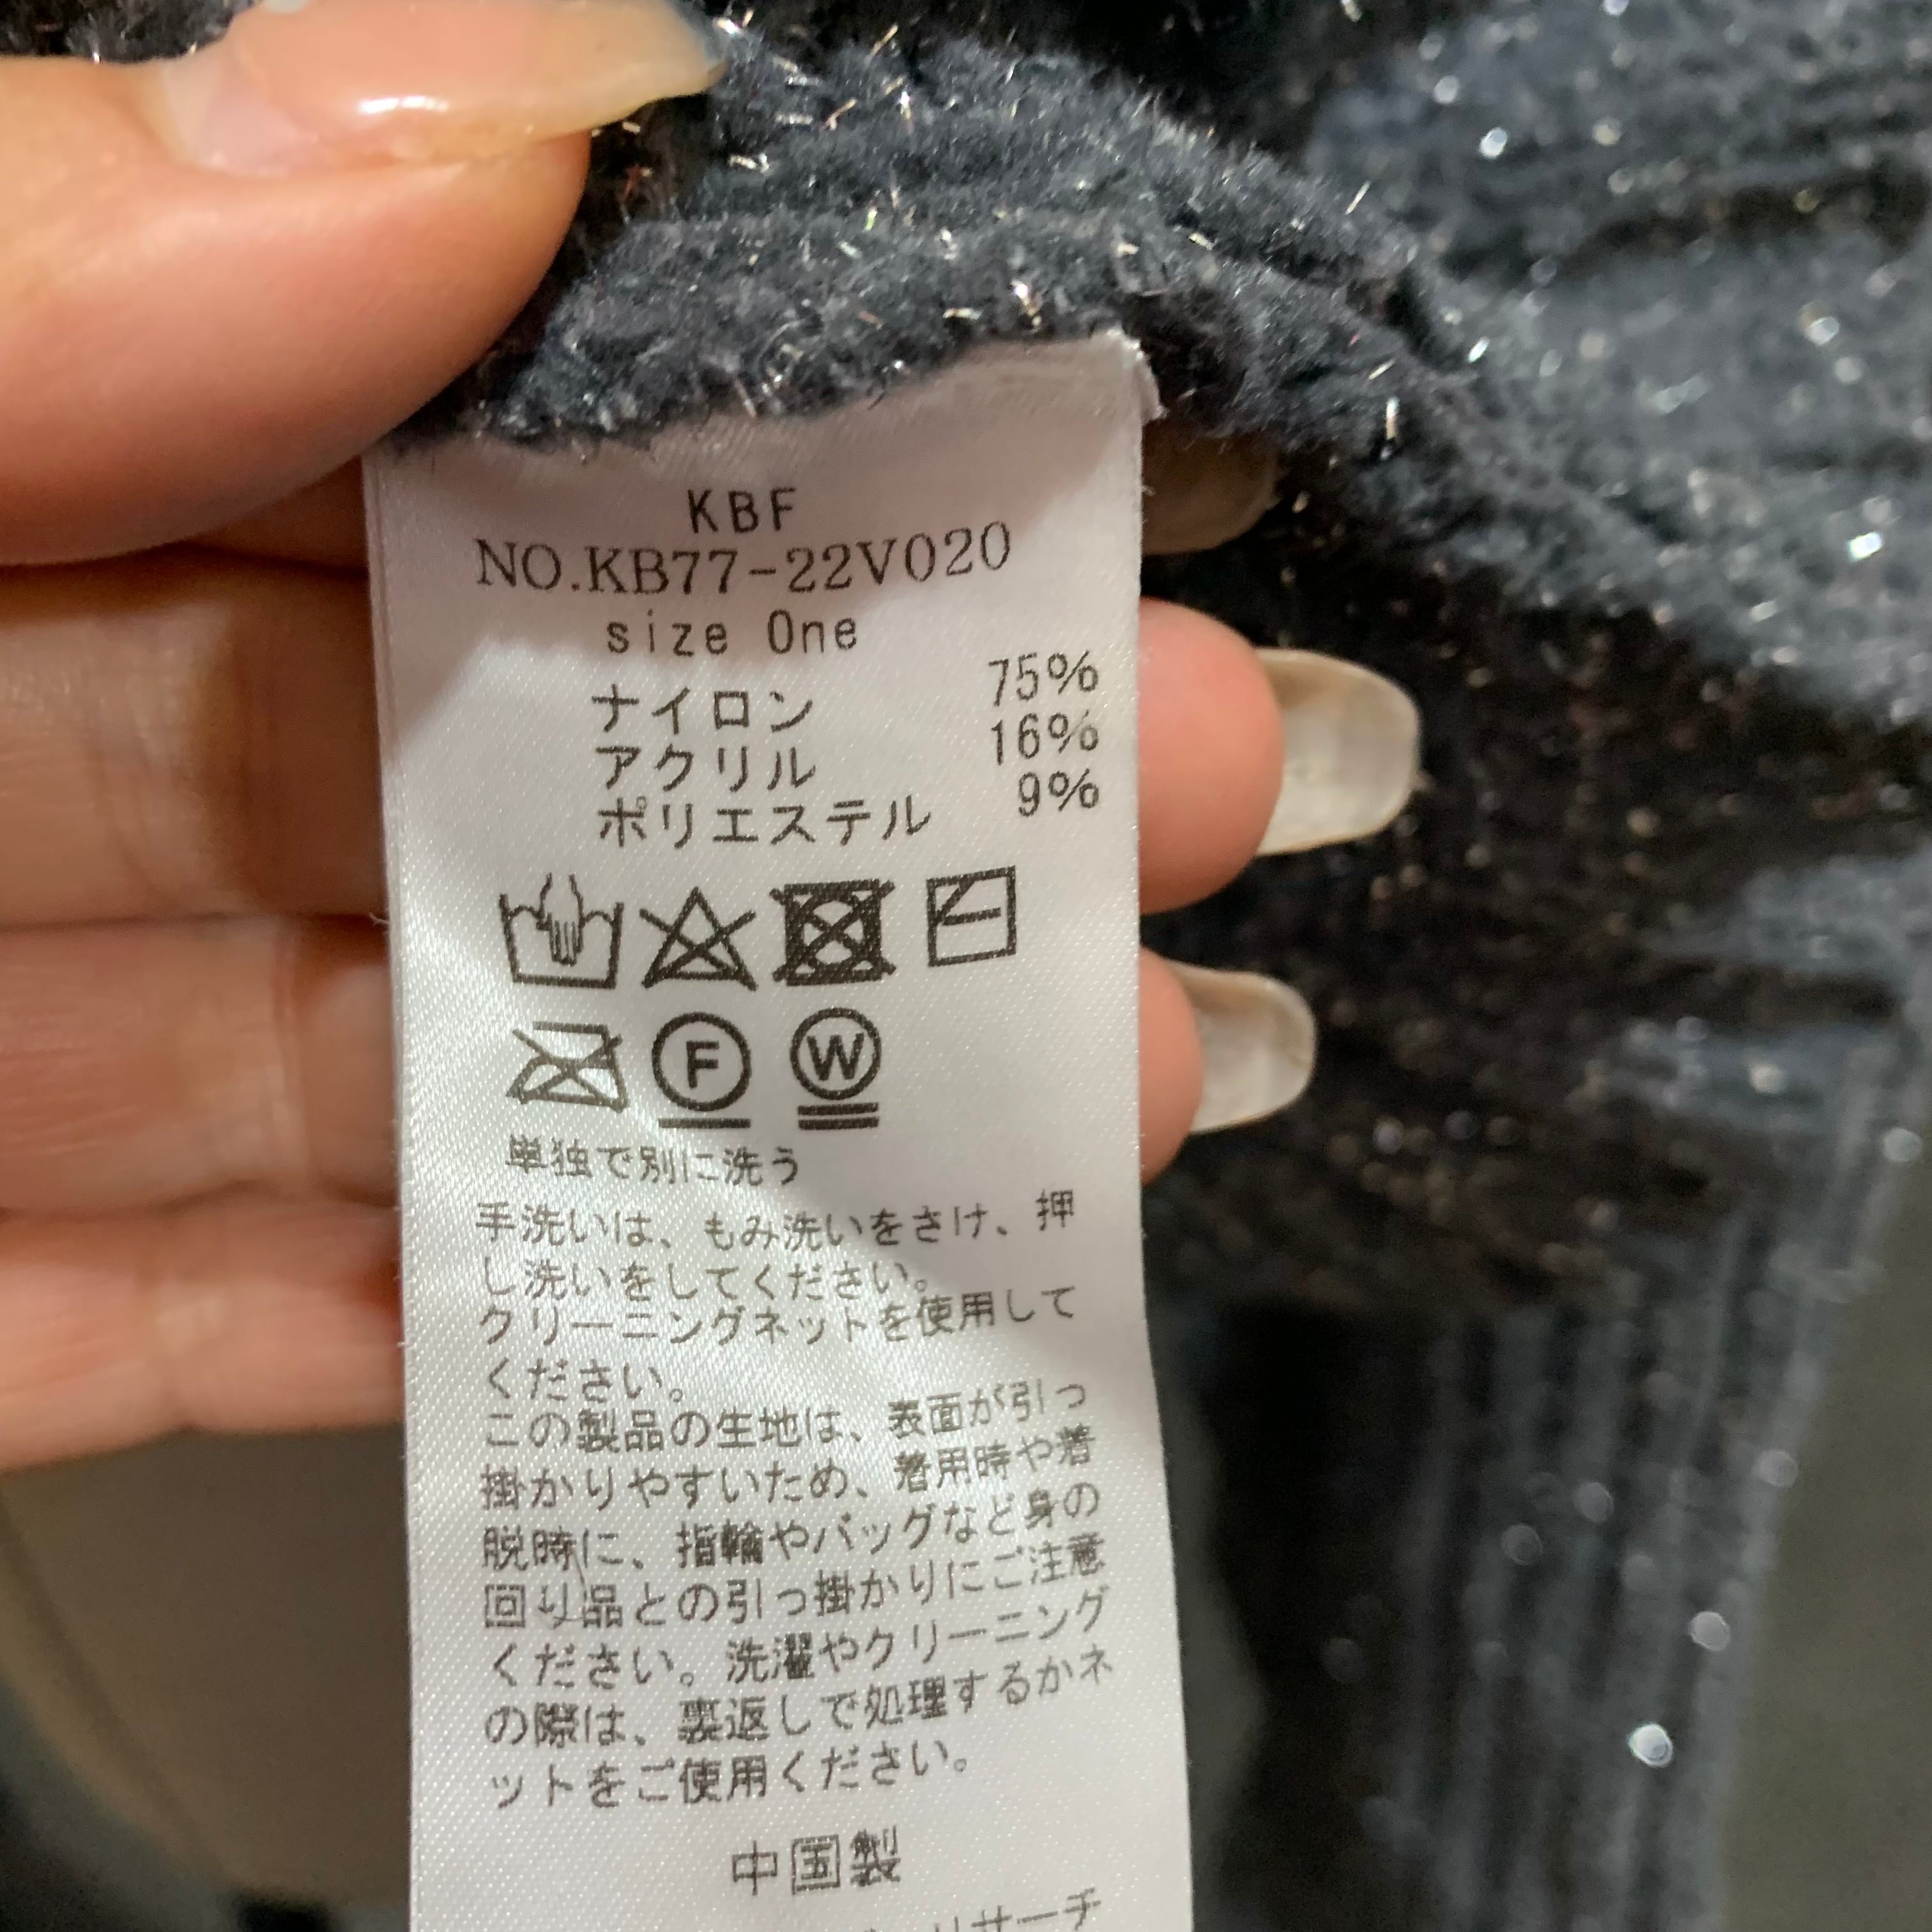 KBF
NO.KB77-22V020
size One
ナイロン 75%
アクリル 16%
ポリエステル 9%
F W
単独で別に洗う
手洗いは、もみ洗いをさけ、押
し洗いをしてください。
クリーニングネットを使用して
ください。
この製品の生地は、表面が引っ
掛かりやすいため、着用時や着
脱時に、指輪やバッグなど身の
回り品との引っ掛かりにご注意
ください。洗濯やクリーニング
の際は、裏返しで処理するかネ
ットをご使用ください。
中国製
リサーチ